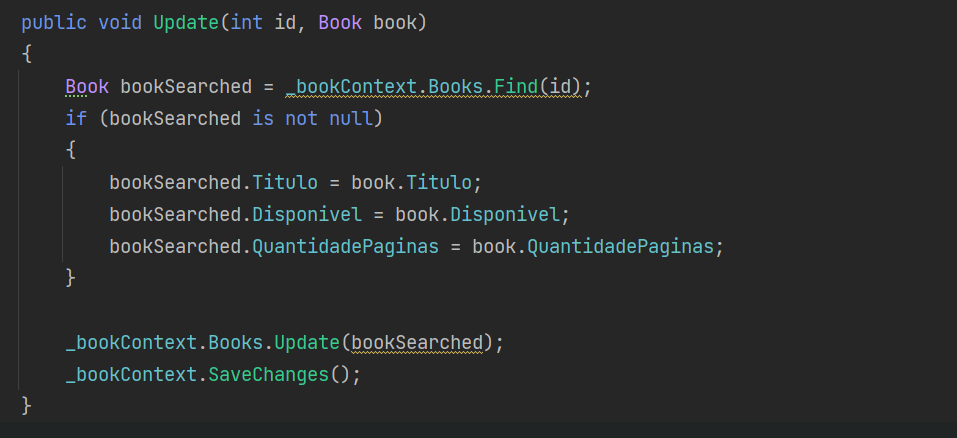 public void Update(int id, Book book)
{
    Book bookSearched = _bookContext.Books.Find(id);
    if (bookSearched is not null)
    {
        bookSearched.Titulo = book.Titulo;
        bookSearched.Disponivel = book.Disponivel;
        bookSearched.QuantidadePaginas = book.QuantidadePaginas;
    }

    _bookContext.Books.Update(bookSearched);
    _bookContext.SaveChanges();
}